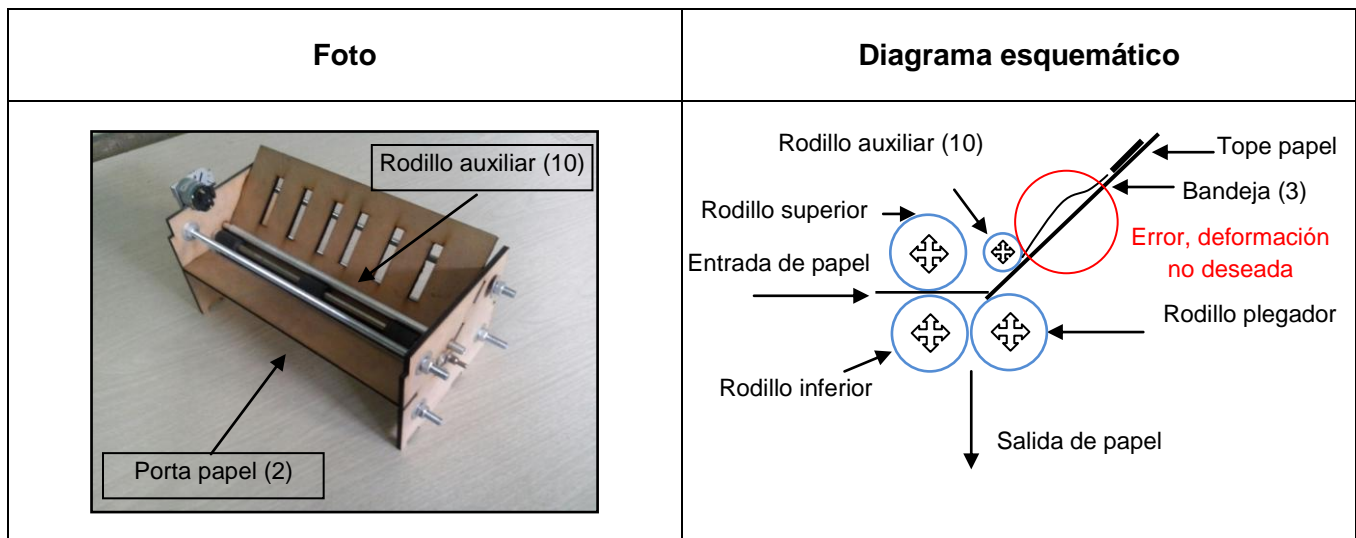 Foto
Diagrama esquemático
Rodillo auxiliar (10)
Porta papel (2)
Rodillo auxiliar (10)
Tope papel
Bandeja (3)
Rodillo superior
Error, deformación
no deseada
Entrada de papel
Rodillo plegador
Rodillo inferior
Salida de papel